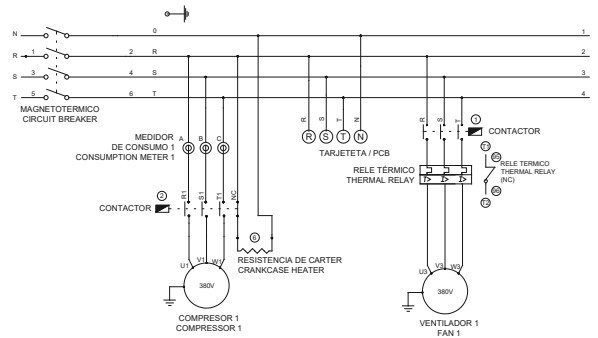 N 0 1
R 1 2 R 2
S 3 4 S 3
T 5 6 T 4
MAGNETOTERMICO
CIRCUIT BREAKER
MEDIDOR
DE CONSUMO 1
CONSUMPTION METER 1
A B C
R S T N
R S T N
TARJETETA / PCB
R S T
1
CONTACTOR
RELE TÉRMICO
THERMAL RELAY
T1
95
RELE TERMICO
THERMAL RELAY
(NC)
96
T2
2
CONTACTOR
R1 S1 T1 NC
6
RESISTENCIA DE CARTER
CRANKCASE HEATER
U1 V1 W1
380V
COMPRESOR 1
COMPRESSOR 1
U3 V3 W3
380V
VENTILADOR 1
FAN 1